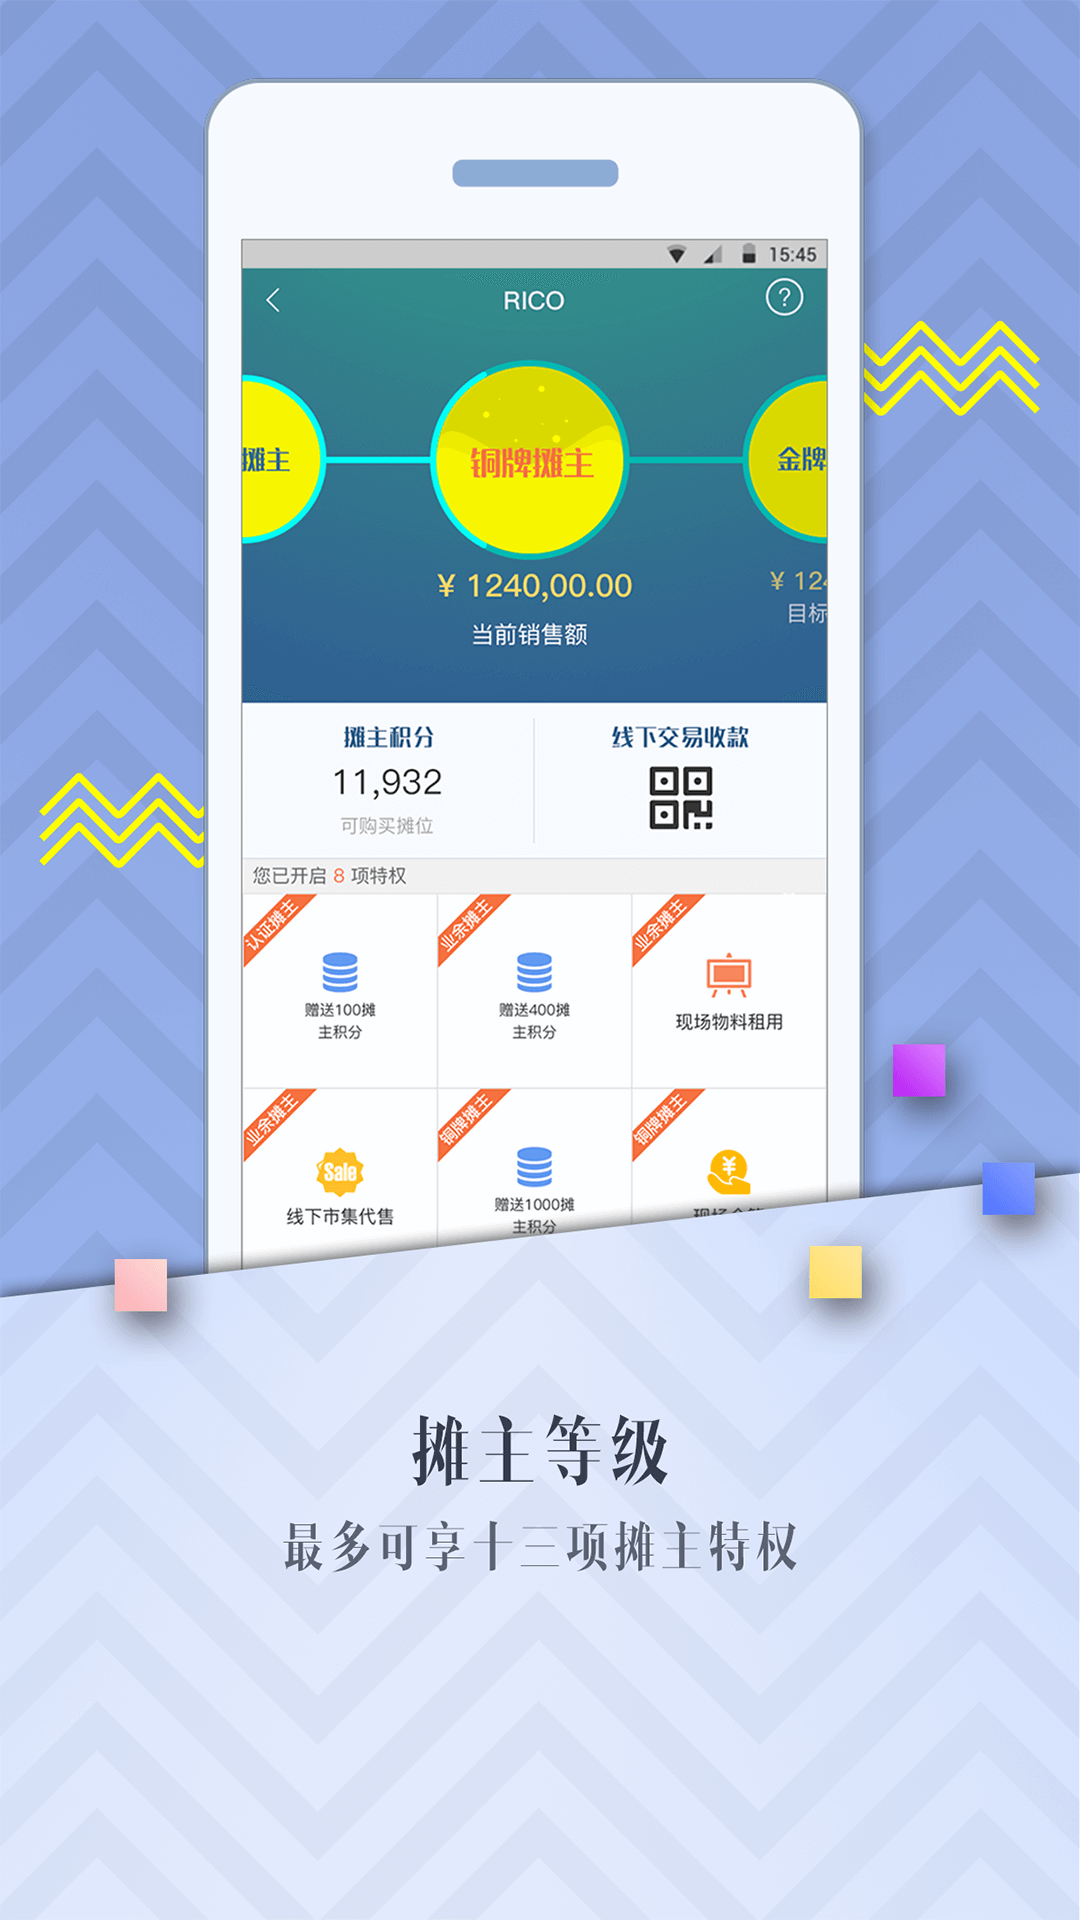 15:45
RICO
?
摊主
铜牌摊主
金牌
¥ 1240,00.00
¥ 124
当前销售额
目标
摊主积分
线下交易收款
11,932
可购买摊位
您已开启 8 项特权
认证摊主
业余摊主
业余摊主
赠送100摊
主积分
赠送400摊
主积分
现场物料租用
业余摊主
铜牌摊主
铜牌摊主
Sale
¥
线下市集代售
赠送1000摊
主积分
现场
摊主等级
最多可享十三项摊主特权